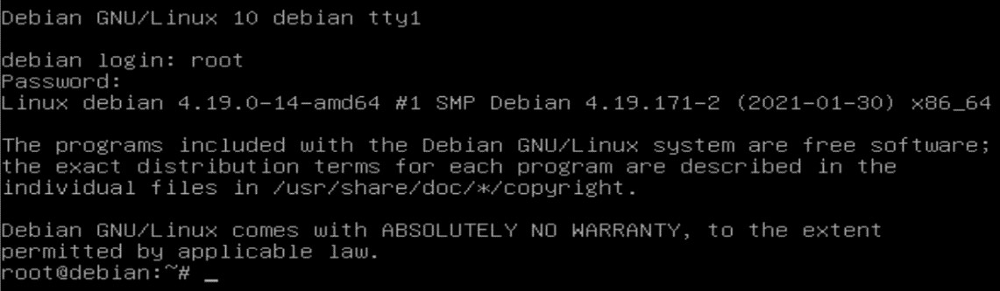 Debian GNU/Linux 10 debian tty1
debian login: root
Password:
Linux debian 4.19.0-14-amd64 #1 SMP Debian 4.19.171-2 (2021-01-30) x86_64
The programs included with the Debian GNU/Linux system are free software;
the exact distribution terms for each program are described in the
individual files in /usr/share/doc/*/copyright.
Debian GNU/Linux comes with ABSOLUTELY NO WARRANTY, to the extent
permitted by applicable law.
root@debian:~# _